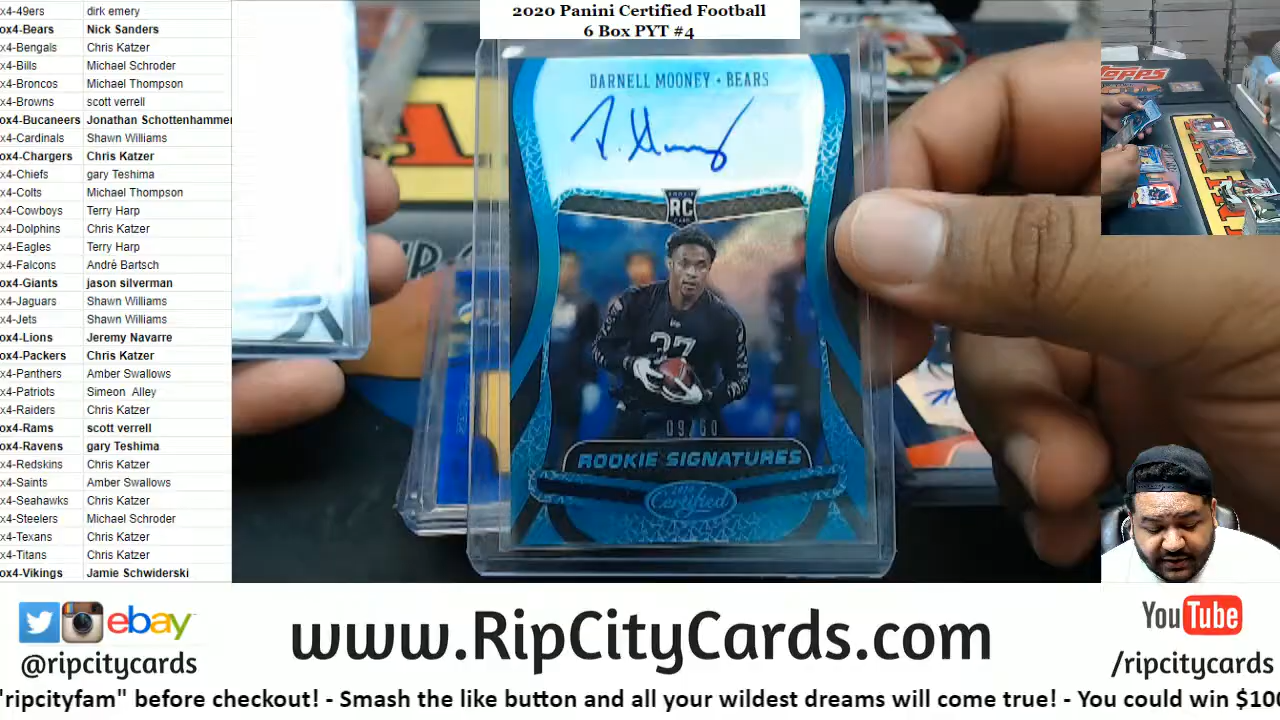 2020 Panini Certified Football
6 Box PYT #4
x4-49ers dirk emery
ox4-Bears Nick Sanders
x4-Bengals Chris Katzer
x4-Bills Michael Schroder
x4-Broncos Michael Thompson
x4-Browns scott verrell
ox4-Bucaneers Jonathan Schottenhammer
x4-Cardinals Shawn Williams
ox4-Chargers Chris Katzer
x4-Chiefs gary Teshima
x4-Colts Michael Thompson
x4-Cowboys Terry Harp
x4-Dolphins Chris Katzer
x4-Eagles Terry Harp
x4-Falcons André Bartsch
ox4-Giants jason silverman
x4-Jaguars Shawn Williams
x4-Jets Shawn Williams
ox4-Lions Jeremy Navarre
ox4-Packers Chris Katzer
x4-Panthers Amber Swallows
x4-Patriots Simeon Alley
x4-Raiders Chris Katzer
ox4-Rams scott verrell
ox4-Ravens gary Teshima
x4-Redskins Chris Katzer
x4-Saints Amber Swallows
x4-Seahawks Chris Katzer
x4-Steelers Michael Schroder
x4-Texans Chris Katzer
x4-Titans Chris Katzer
ox4-Vikings Jamie Schwiderski
DARNELL MOONEY • BEARS
ROOKIE
RC
CARD
37
09/50
ROOKIE SIGNATURES
Certified
TOPPS
ebay
@ripcitycards
www.RipCityCards.com
YouTube
/ripcitycards
"ripcityfam" before checkout! - Smash the like button and all your wildest dreams will come true! - You could win $100